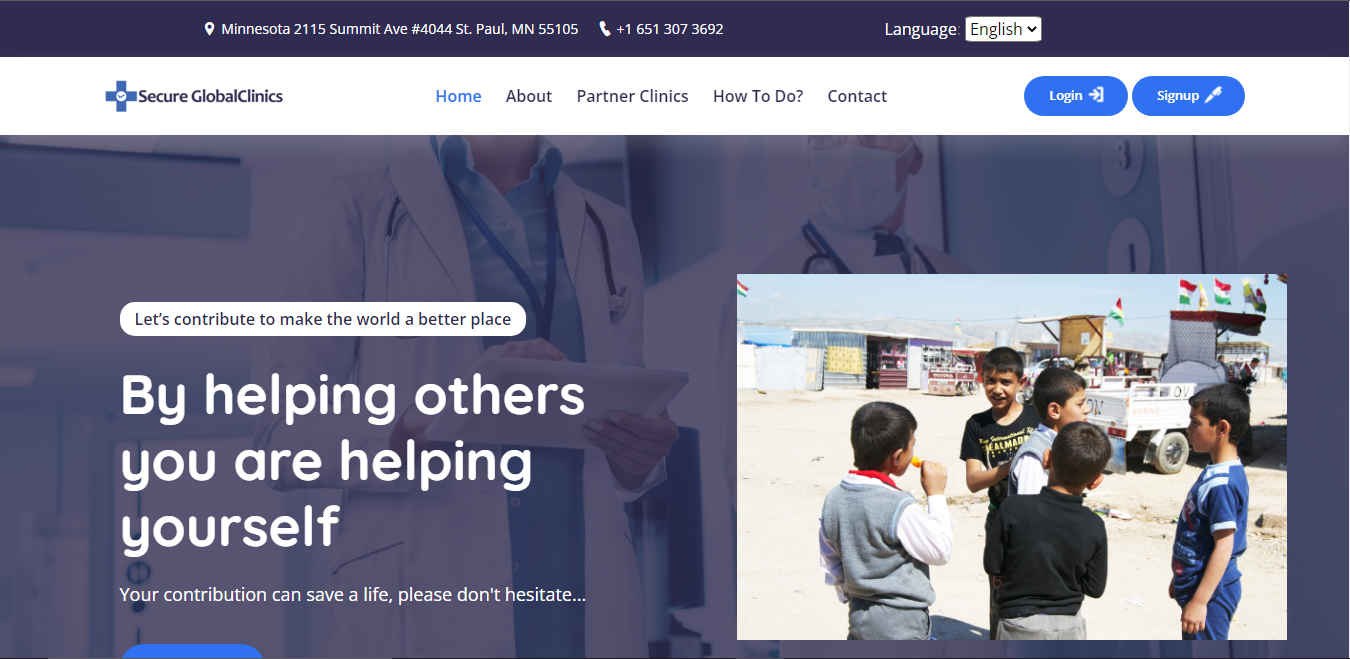 Minnesota 2115 Summit Ave #4044 St. Paul, MN 55105 +1 651 307 3692 Language: English
Secure GlobalClinics Home About Partner Clinics How To Do? Contact Login Signup
Let’s contribute to make the world a better place
By helping others
you are helping
yourself
Your contribution can save a life, please don't hesitate...